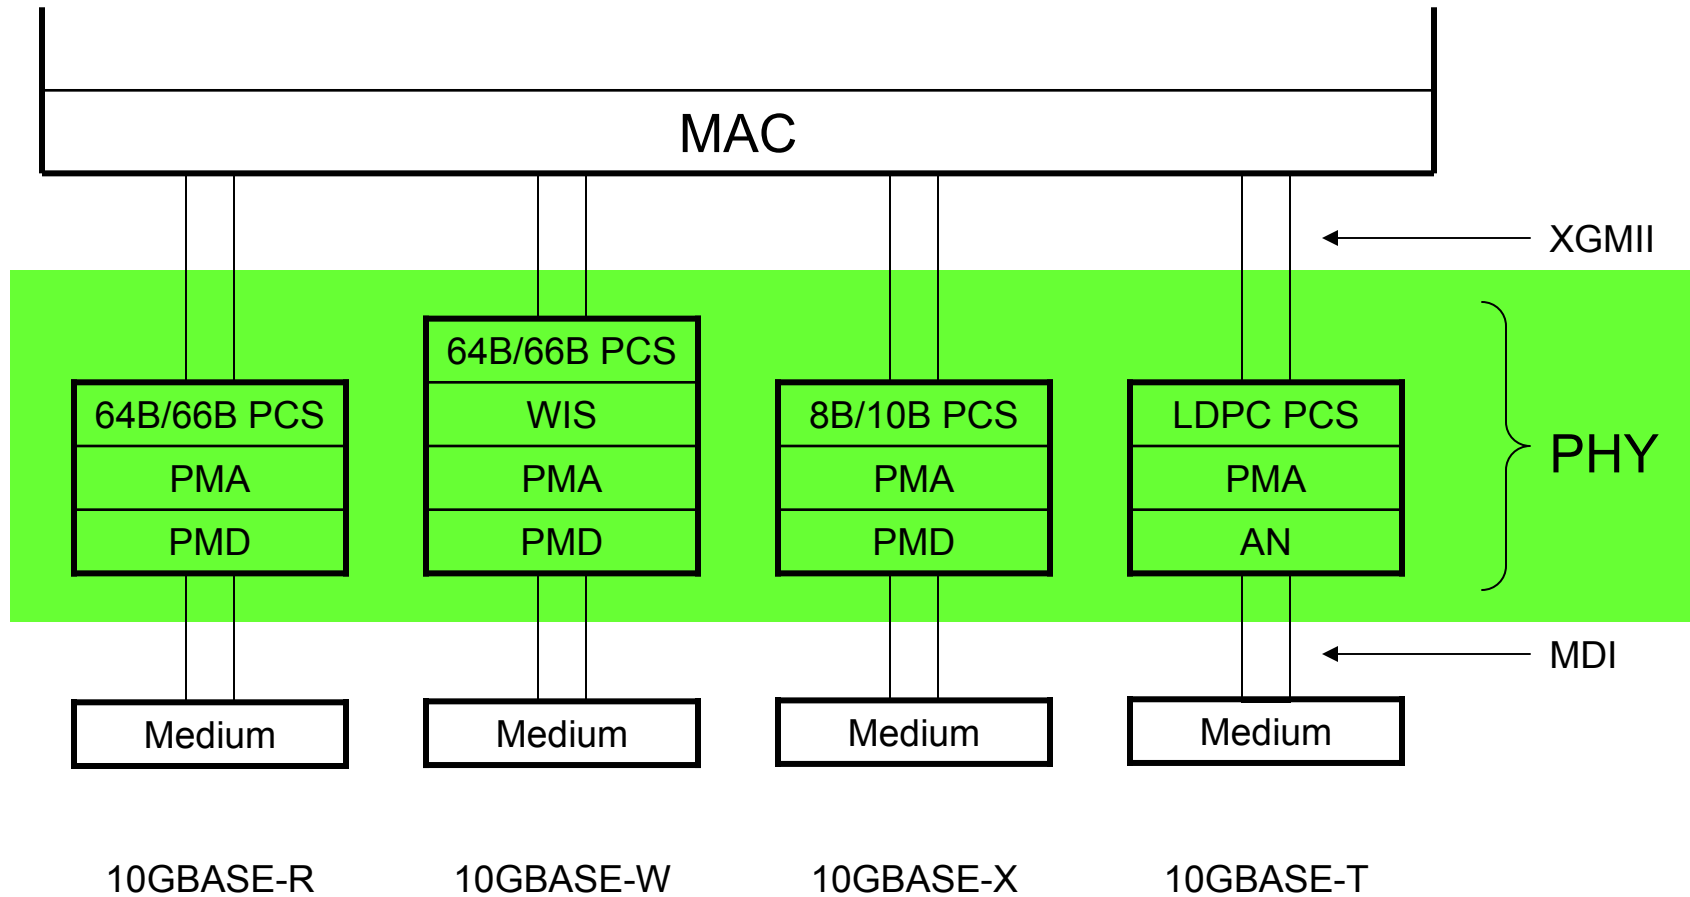 MAC
XGMII
64B/66B PCS
64B/66B PCS
WIS
8B/10B PCS
LDPC PCS
PHY
PMA
PMA
PMA
PMA
PMD
PMD
PMD
AN
MDI
Medium
Medium
Medium
Medium
10GBASE-R
10GBASE-W
10GBASE-X
10GBASE-T